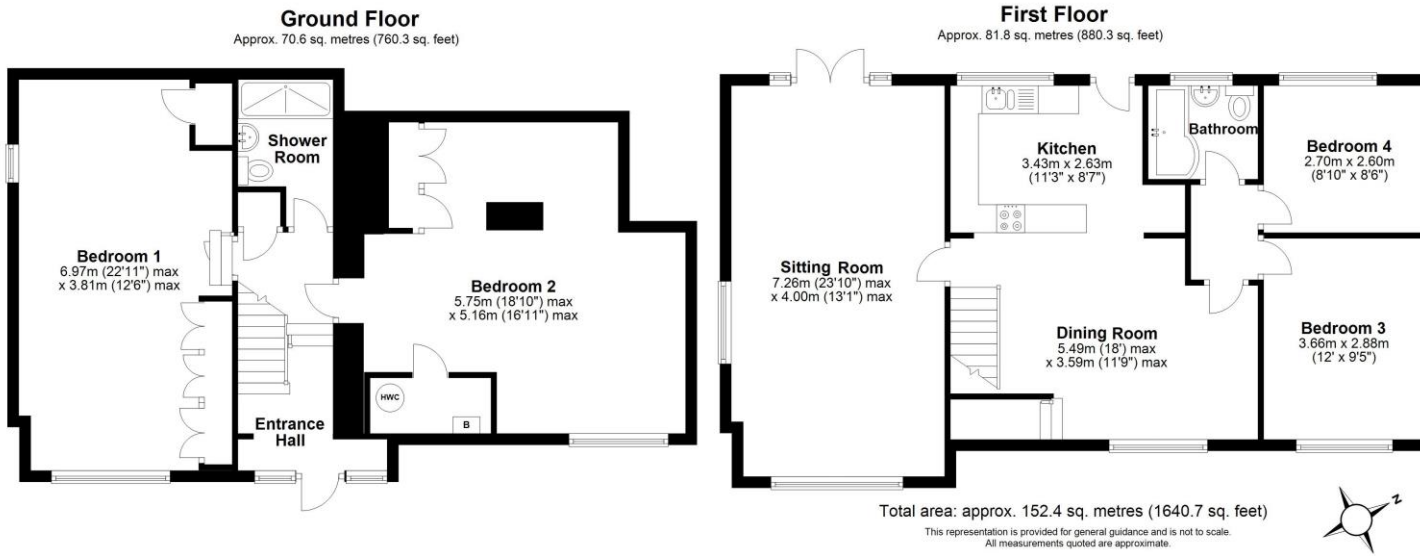 Ground Floor
Approx. 70.6 sq. metres (760.3 sq. feet)
Shower
Room
Bedroom 1
6.97m (22'11") max
x 3.81m (12'6") max
Bedroom 2
5.75m (18'10") max
x 5.16m (16'11") max
HWC
B
Entrance
Hall
First Floor
Approx. 81.8 sq. metres (880.3 sq. feet)
Kitchen
3.43m x 2.63m
(11'3" x 8'7")
Bathroom
Bedroom 4
2.70m x 2.60m
(8'10" x 8'6")
Sitting Room
7.26m (23'10") max
x 4.00m (13'1") max
Dining Room
5.49m (18') max
x 3.59m (11'9") max
Bedroom 3
3.66m x 2.88m
(12' x 9'5")
Total area: approx. 152.4 sq. metres (1640.7 sq. feet)
This representation is provided for general guidance and is not to scale.
All measurements quoted are approximate.
N